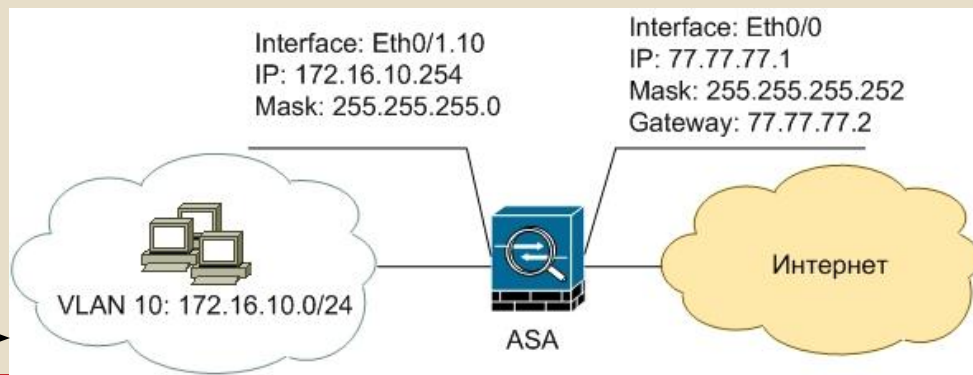 Interface: Eth0/1.10
IP: 172.16.10.254
Mask: 255.255.255.0
Interface: Eth0/0
IP: 77.77.77.1
Mask: 255.255.255.252
Gateway: 77.77.77.2
VLAN 10: 172.16.10.0/24
ASA
Интернет